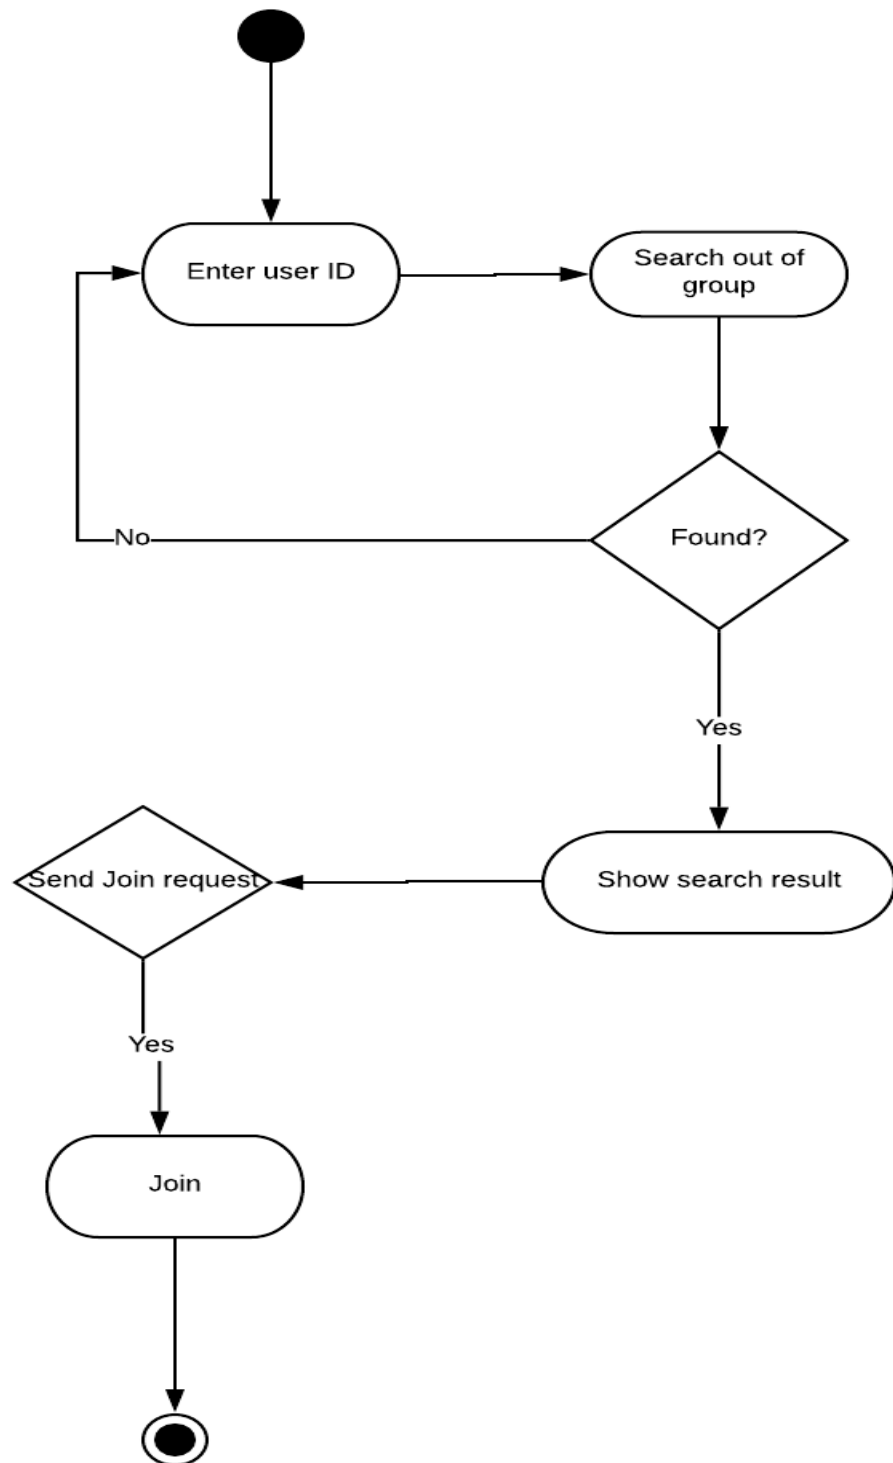 Enter user ID
Search out of
group
Found?
No
Yes
Show search result
Send Join request
Yes
Join